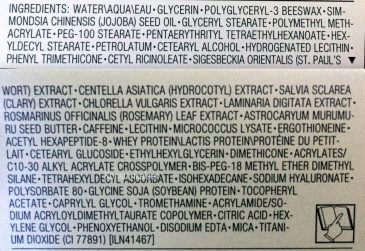 INGREDIENTS: WATER\AQUA\EAU • GLYCERIN • POLYGLYCERYL-3 BEESWAX • SIM-
MONDSIA CHINENSIS (JOJOBA) SEED OIL • GLYCERYL STEARATE • POLYMETHYL METH-
ACRYLATE • PEG-100 STEARATE • PENTAERYTHRITYL TETRAETHYLHEXANOATE • HEX-
YLDECYL STEARATE • PETROLATUM • CETEARYL ALCOHOL • HYDROGENATED LECITHIN •
PHENYL TRIMETHICONE • CETYL RICINOLEATE • SIGESBECKIA ORIENTALIS (ST. PAUL'S ▼
WORT) EXTRACT • CENTELLA ASIATICA (HYDROCOTYL) EXTRACT • SALVIA SCLAREA
(CLARY) EXTRACT • CHLORELLA VULGARIS EXTRACT • LAMINARIA DIGITATA EXTRACT •
ROSMARINUS OFFICINALIS (ROSEMARY) LEAF EXTRACT • ASTROCARYUM MURUMU-
RU SEED BUTTER • CAFFEINE • LECITHIN • MICROCOCCUS LYSATE • ERGOTHIONEINE •
ACETYL HEXAPEPTIDE-8 • WHEY PROTEIN\LACTIS PROTEIN\PROTÉINE DU PETIT-
LAIT • CETEARYL GLUCOSIDE • ETHYLHEXYLGLYCERIN • DIMETHICONE • ACRYLATES/
C10-30 ALKYL ACRYLATE CROSSPOLYMER • BIS-PEG-18 METHYL ETHER DIMETHYL
SILANE • TETRAHEXYLDECYL ASCORBATE • ISOHEXADECANE • SODIUM HYALURONATE •
POLYSORBATE 80 • GLYCINE SOJA (SOYBEAN) PROTEIN • TOCOPHERYL
ACETATE • CAPRYLYL GLYCOL • TROMETHAMINE • ACRYLAMIDE/SO-
DIUM ACRYLOYLDIMETHYLTAURATE COPOLYMER • CITRIC ACID • HEX-
YLENE GLYCOL • PHENOXYETHANOL • DISODIUM EDTA • MICA • TITANI-
UM DIOXIDE (CI 77891) [ILN41467]